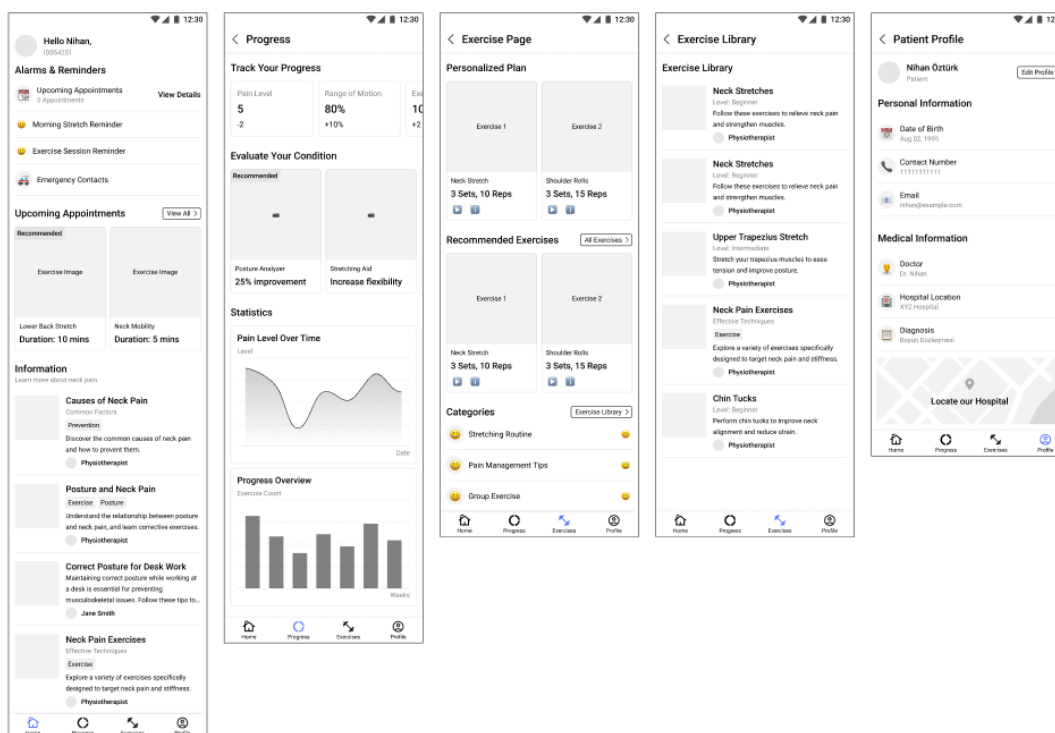 12:30
Hello Nihan,
ID054251
Alarms & Reminders
Upcoming Appointments
3 Appointments
View Details
Morning Stretch Reminder
Exercise Session Reminder
Emergency Contacts
Upcoming Appointments
View All >
Recommended
Exercise Image
Exercise Image
Lower Back Stretch
Duration: 10 mins
Neck Mobility
Duration: 5 mins
Information
Learn more about neck pain
Causes of Neck Pain
Common Factors
Prevention
Discover the common causes of neck pain
and how to prevent them.
Physiotherapist
Posture and Neck Pain
Exercise Posture
Understand the relationship between posture
and neck pain, and learn corrective exercises.
Physiotherapist
Correct Posture for Desk Work
Maintaining correct posture while working at
a desk is essential for preventing
musculoskeletal issues. Follow these tips to...
Jane Smith
Neck Pain Exercises
Effective Techniques
Exercise
Explore a variety of exercises specifically
designed to target neck pain and stiffness.
Physiotherapist
Home Progress Exercises Profile
12:30
< Progress
Track Your Progress
Pain Level
5
-2
Range of Motion
80%
+10%
Exe
10
+2
Evaluate Your Condition
Recommended
Posture Analyzer
25% improvement
Stretching Aid
Increase flexibility
Statistics
Pain Level Over Time
Level
Date
Progress Overview
Exercise Count
Weeks
Home Progress Exercises Profile
12:30
< Exercise Page
Personalized Plan
Exercise 1
Exercise 2
Neck Stretch
3 Sets, 10 Reps
Shoulder Rolls
3 Sets, 15 Reps
Recommended Exercises
All Exercises >
Exercise 1
Exercise 2
Neck Stretch
3 Sets, 10 Reps
Shoulder Rolls
3 Sets, 15 Reps
Categories
Exercise Library >
Stretching Routine
Pain Management Tips
Group Exercise
Home Progress Exercises Profile
12:30
< Exercise Library
Exercise Library
Neck Stretches
Level: Beginner
Follow these exercises to relieve neck pain
and strengthen muscles.
Physiotherapist
Neck Stretches
Level: Beginner
Follow these exercises to relieve neck pain
and strengthen muscles.
Physiotherapist
Upper Trapezius Stretch
Level: Intermediate
Stretch your trapezius muscles to ease
tension and improve posture.
Physiotherapist
Neck Pain Exercises
Effective Techniques
Exercise
Explore a variety of exercises specifically
designed to target neck pain and stiffness.
Physiotherapist
Chin Tucks
Level: Beginner
Perform chin tucks to improve neck
alignment and reduce strain.
Physiotherapist
Home Progress Exercises Profile
12
< Patient Profile
Nihan Öztürk
Patient
Edit Profile
Personal Information
Date of Birth
Aug 02, 1995
Contact Number
11111111111
Email
nihan@example.com
Medical Information
Doctor
Dr. Nihan
Hospital Location
XYZ Hospital
Diagnosis
Boyun Düzleşmesi
Locate our Hospital
Home Progress Exercises Profile